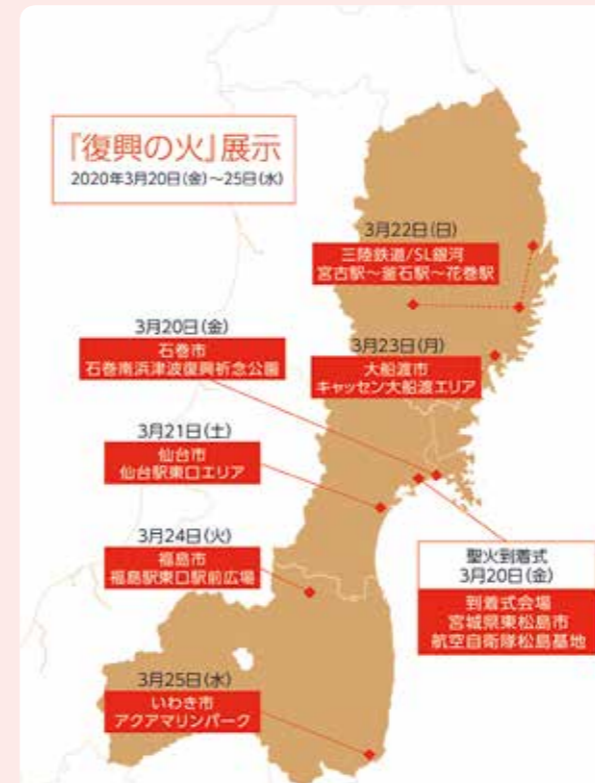 『復興の火』展示
2020年3月20日(金)~25日(水)
3月22日(日)
三陸鉄道/SL銀河
宮古駅~釜石駅~花巻駅
3月20日(金)
石巻市
石巻南浜津波復興祈念公園
3月23日(月)
大船渡市
キャッセン大船渡エリア
3月21日(土)
仙台市
仙台駅東口エリア
3月24日(火)
福島市
福島駅東口駅前広場
聖火到着式
3月20日(金)
到着式会場
宮城県東松島市
航空自衛隊松島基地
3月25日(水)
いわき市
アクアマリンパーク